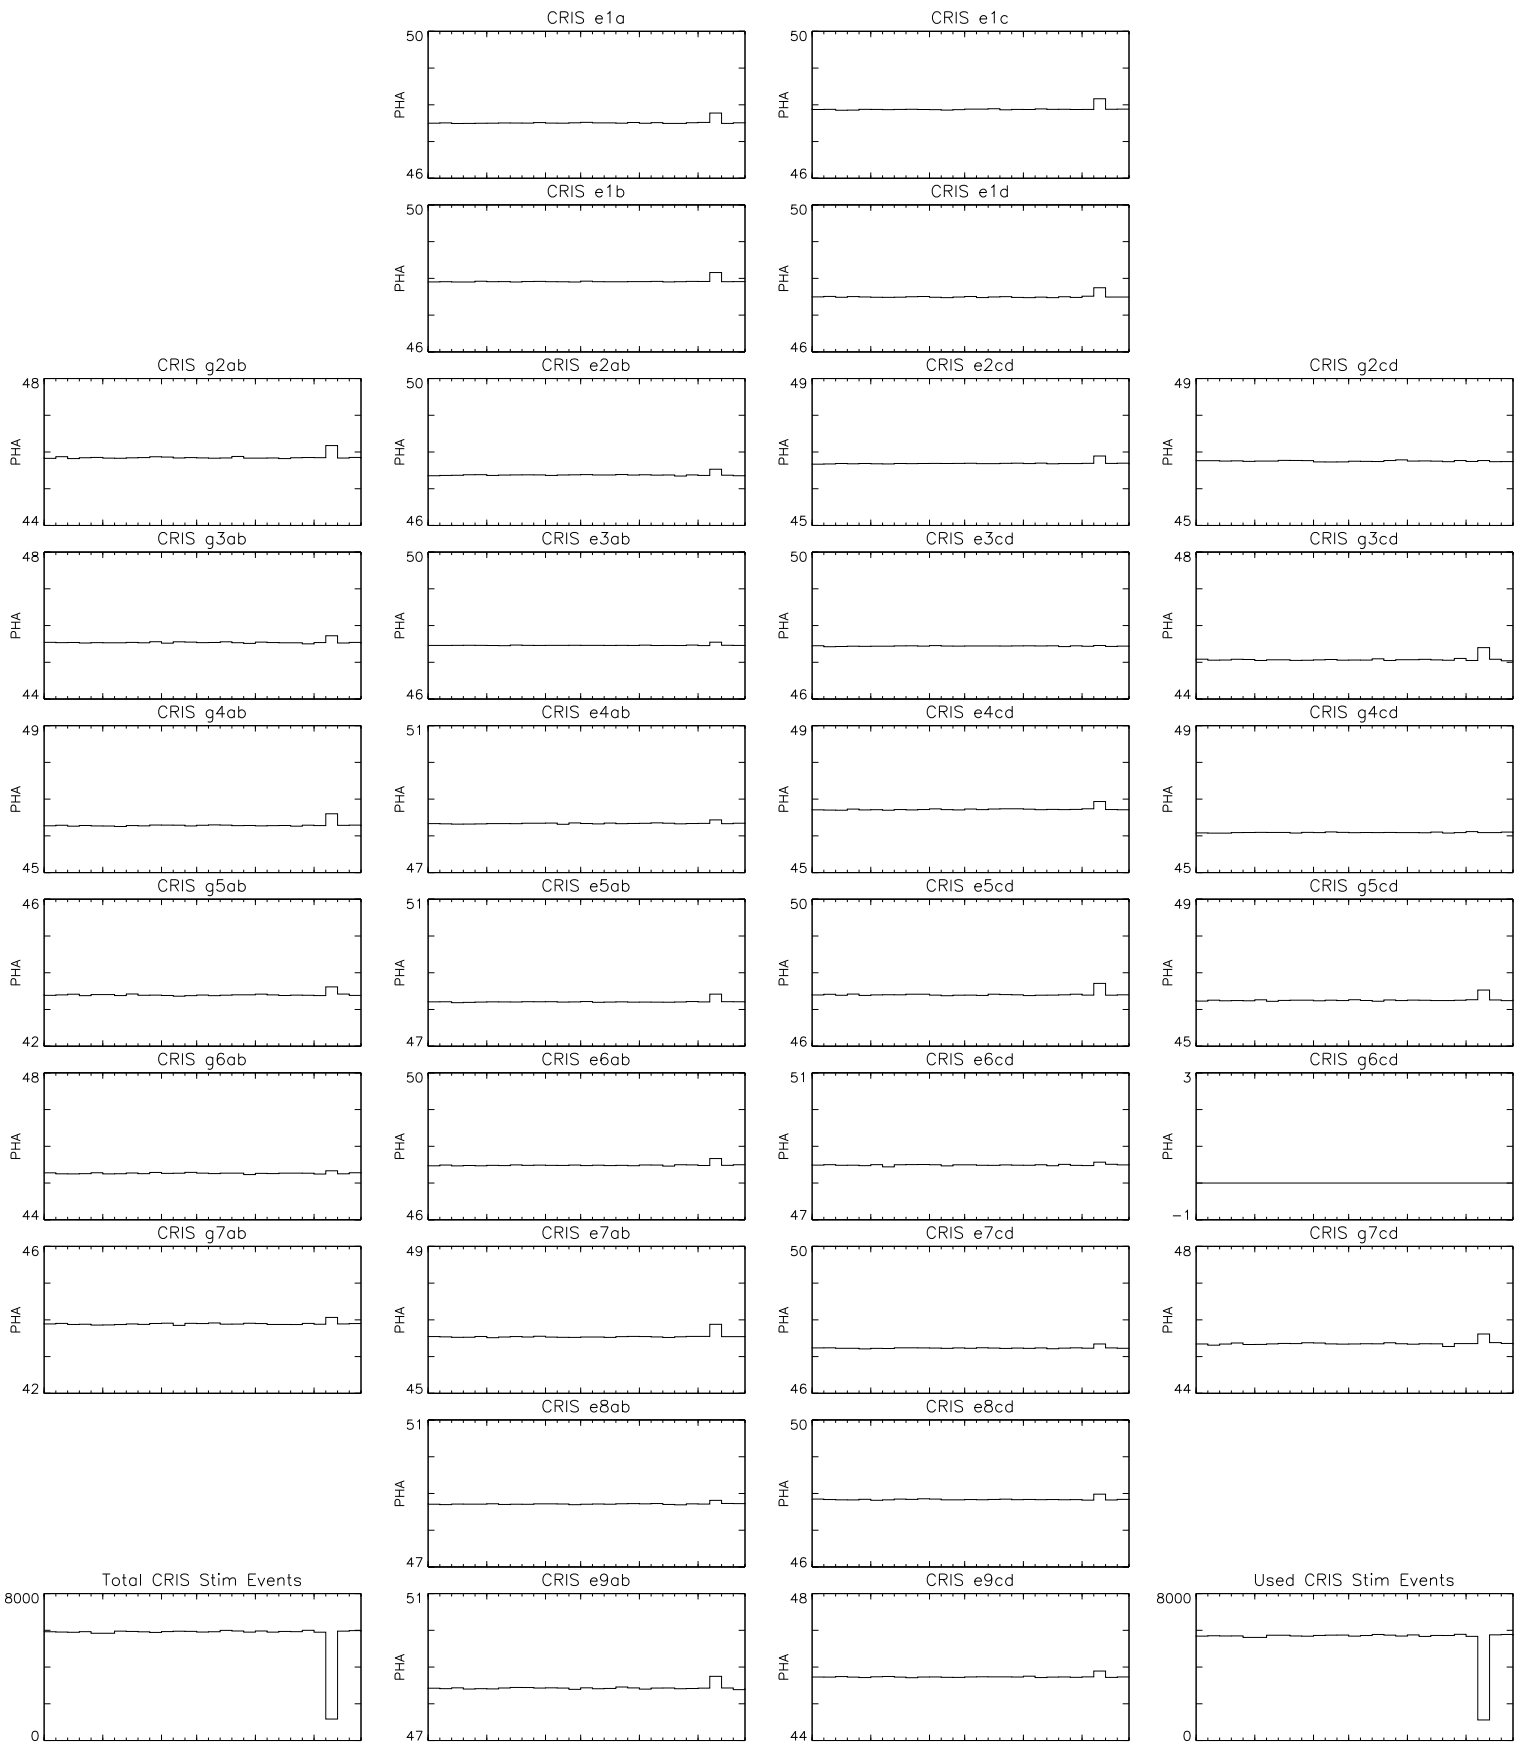 CRIS e1a
CRIS e1c
50
PHA
46
50
PHA
46
CRIS e1b
CRIS e1d
50
PHA
46
50
PHA
46
CRIS g2ab
CRIS e2ab
CRIS e2cd
CRIS g2cd
48
PHA
44
50
PHA
46
49
PHA
45
49
PHA
45
CRIS g3ab
CRIS e3ab
CRIS e3cd
CRIS g3cd
48
PHA
44
50
PHA
46
50
PHA
46
48
PHA
44
CRIS g4ab
CRIS e4ab
CRIS e4cd
CRIS g4cd
49
PHA
45
51
PHA
47
49
PHA
45
49
PHA
45
CRIS g5ab
CRIS e5ab
CRIS e5cd
CRIS g5cd
46
PHA
42
51
PHA
47
50
PHA
46
49
PHA
45
CRIS g6ab
CRIS e6ab
CRIS e6cd
CRIS g6cd
48
PHA
44
50
PHA
46
51
PHA
47
3
PHA
-1
CRIS g7ab
CRIS e7ab
CRIS e7cd
CRIS g7cd
46
PHA
42
49
PHA
45
50
PHA
46
48
PHA
44
CRIS e8ab
CRIS e8cd
51
PHA
47
50
PHA
46
Total CRIS Stim Events
CRIS e9ab
CRIS e9cd
Used CRIS Stim Events
8000
0
51
PHA
47
48
PHA
44
8000
0